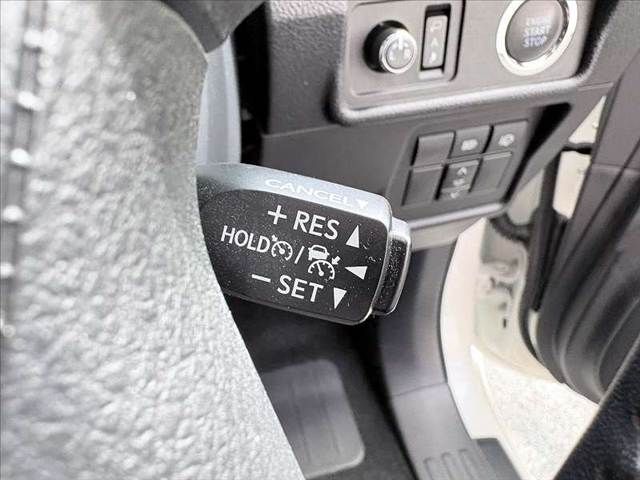 ENGINE
START
STOP
L R
CANCEL▼
+ RES ▲
HOLD / ◀
− SET ▼